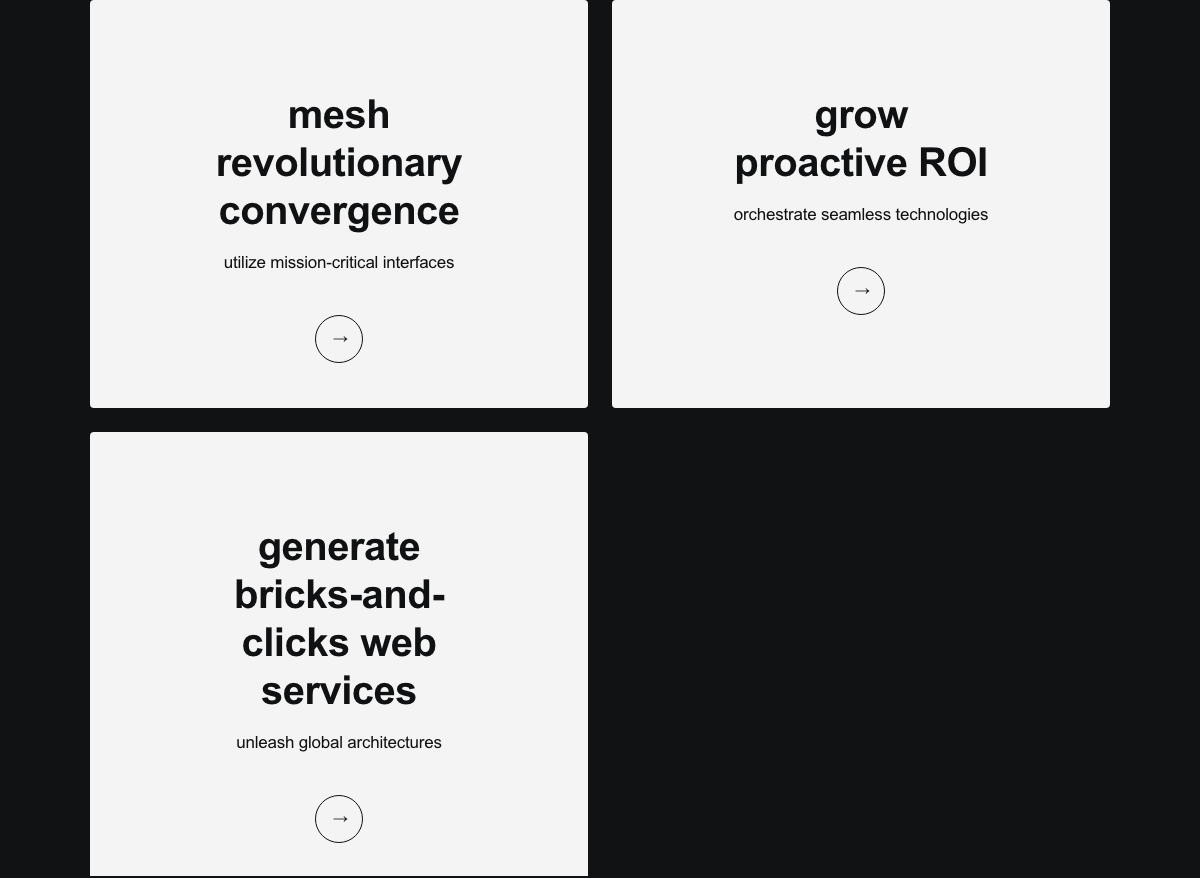 mesh
revolutionary
convergence
utilize mission-critical interfaces
→
grow
proactive ROI
orchestrate seamless technologies
→
generate
bricks-and-
clicks web
services
unleash global architectures
→